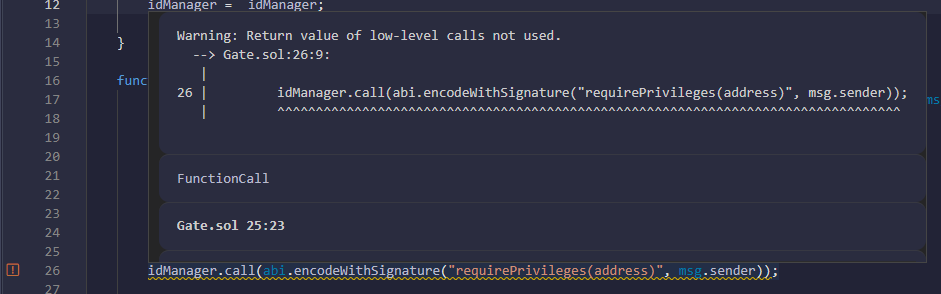 12 idManager = _idManager;
13
Warning: Return value of low-level calls not used.
--> Gate.sol:26:9:
14 }
|
15
16 func
26 | idManager.call(abi.encodeWithSignature("requirePrivileges(address)", msg.sender));
17 ms
| ^^^^^^^^^^^^^^^^^^^^^^^^^^^^^^^^^^^^^^^^^^^^^^^^^^^^^^^^^^^^^^^^^^^^^^^^^^^^^^^^^
18
19
20
21 FunctionCall
22
23
24 Gate.sol 25:23
25
26 idManager.call(abi.encodeWithSignature("requirePrivileges(address)", msg.sender));
27